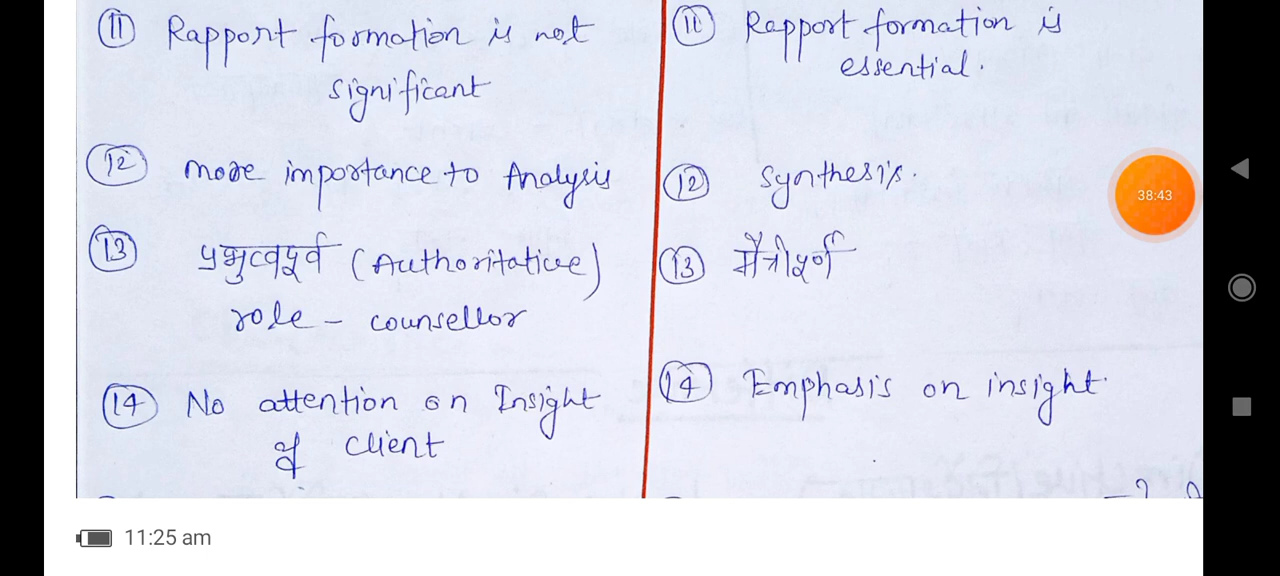 11 Rapport formation is not
significant
12 more importance to Analysis
13 प्रभुत्वपूर्व (Authoritative)
role - counsellor
14 No attention on Insight
of client
11 Rapport formation is
essential.
12 Synthesis.
13 मैत्रीपूर्ण
14 Emphasis on insight.
38:43
11:25 am